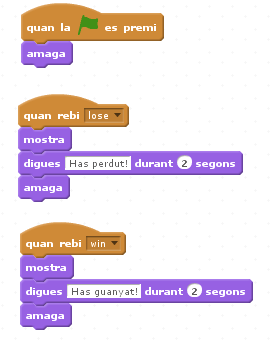 quan la es premi
amaga
quan rebi lose
mostra
digues Has perdut! durant 2 segons
amaga
quan rebi win
mostra
digues Has guanyat! durant 2 segons
amaga